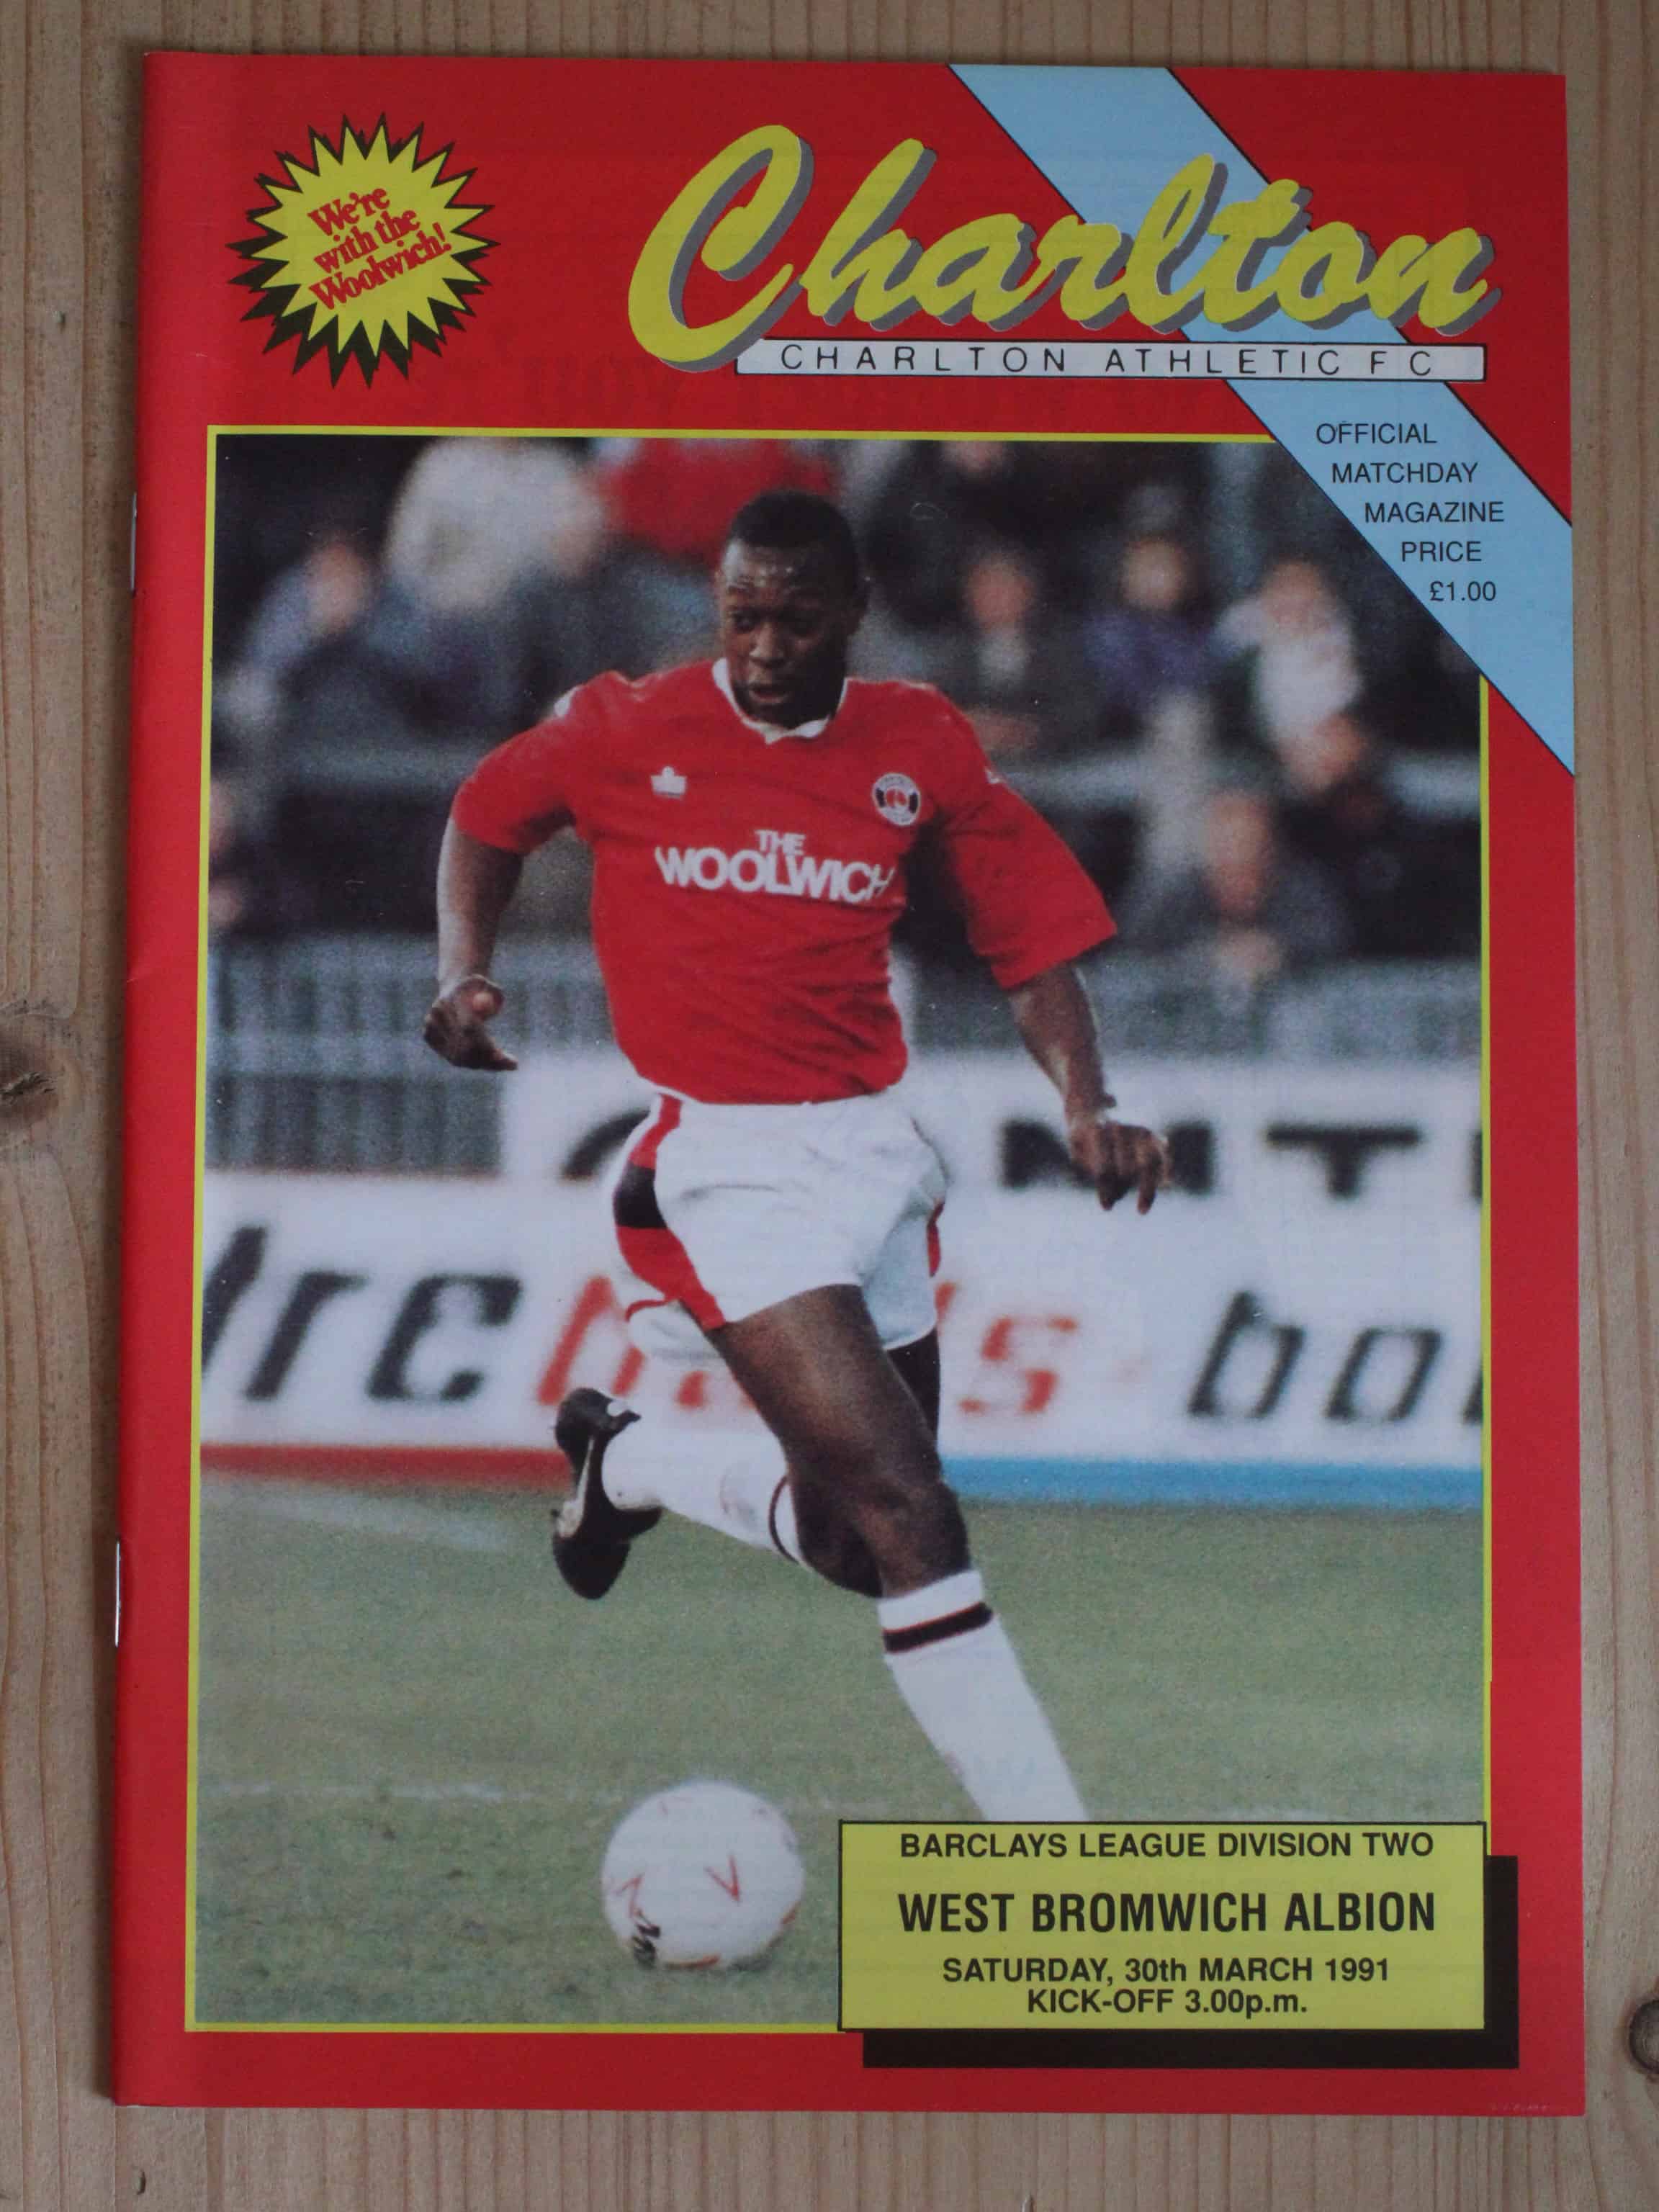 We're
with the
Woolwich!
Charlton
CHARLTON ATHLETIC FC
OFFICIAL
MATCHDAY
MAGAZINE
PRICE
£1.00
THE
WOOLWICH
BARCLAYS LEAGUE DIVISION TWO
WEST BROMWICH ALBION
SATURDAY, 30th MARCH 1991
KICK-OFF 3.00p.m.